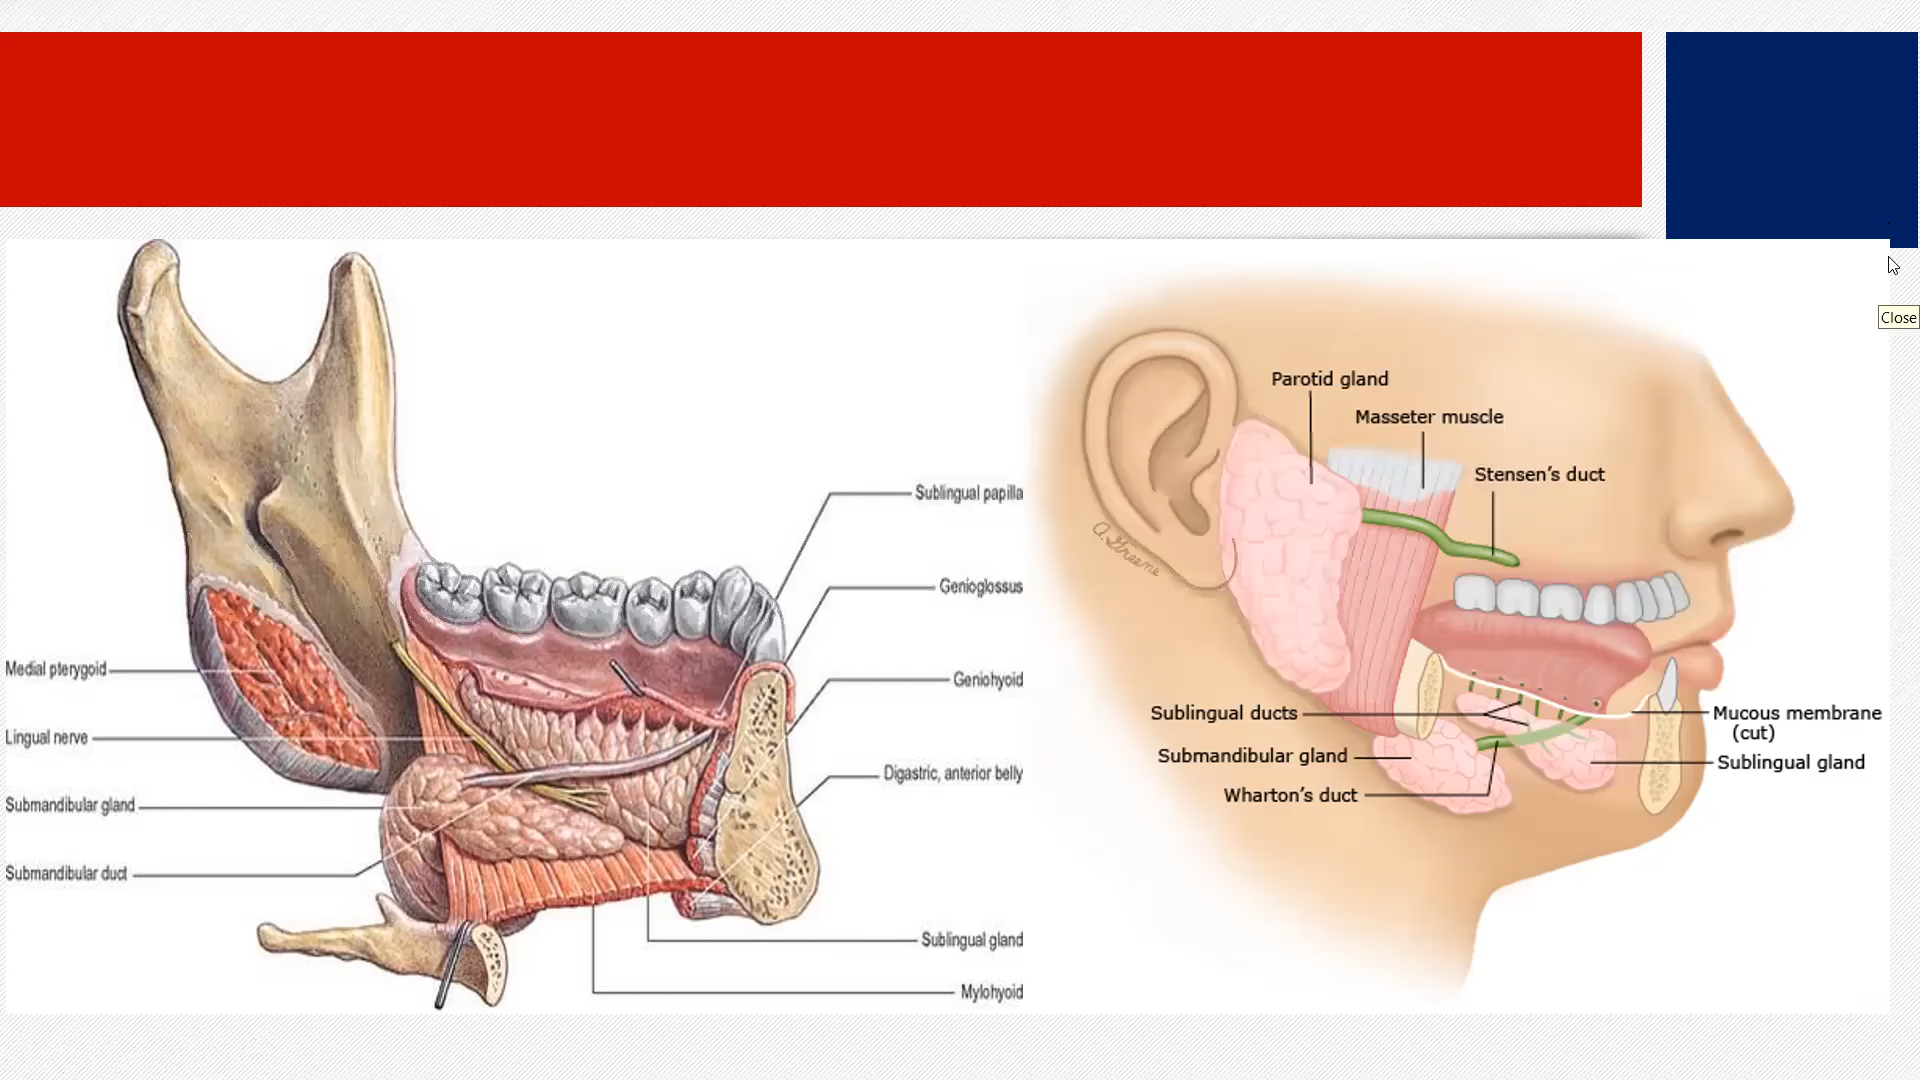 Close
Sublingual papilla
Genioglossus
Geniohyoid
Digastric, anterior belly
Sublingual gland
Mylohyoid
Medial pterygoid
Lingual nerve
Submandibular gland
Submandibular duct
Parotid gland
Masseter muscle
Stensen’s duct
A. Greene
Sublingual ducts
Submandibular gland
Wharton’s duct
Mucous membrane
(cut)
Sublingual gland